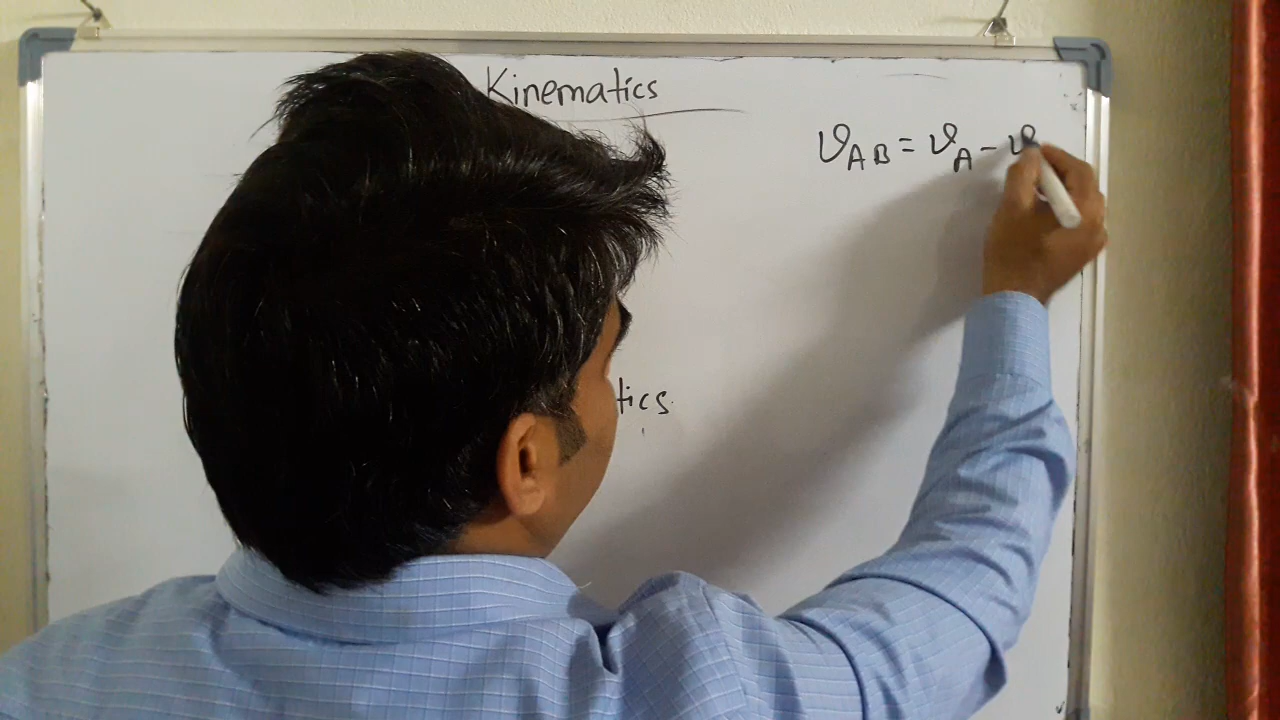 Kinematics
𝜗AB = 𝜗A - 𝜗
tics.